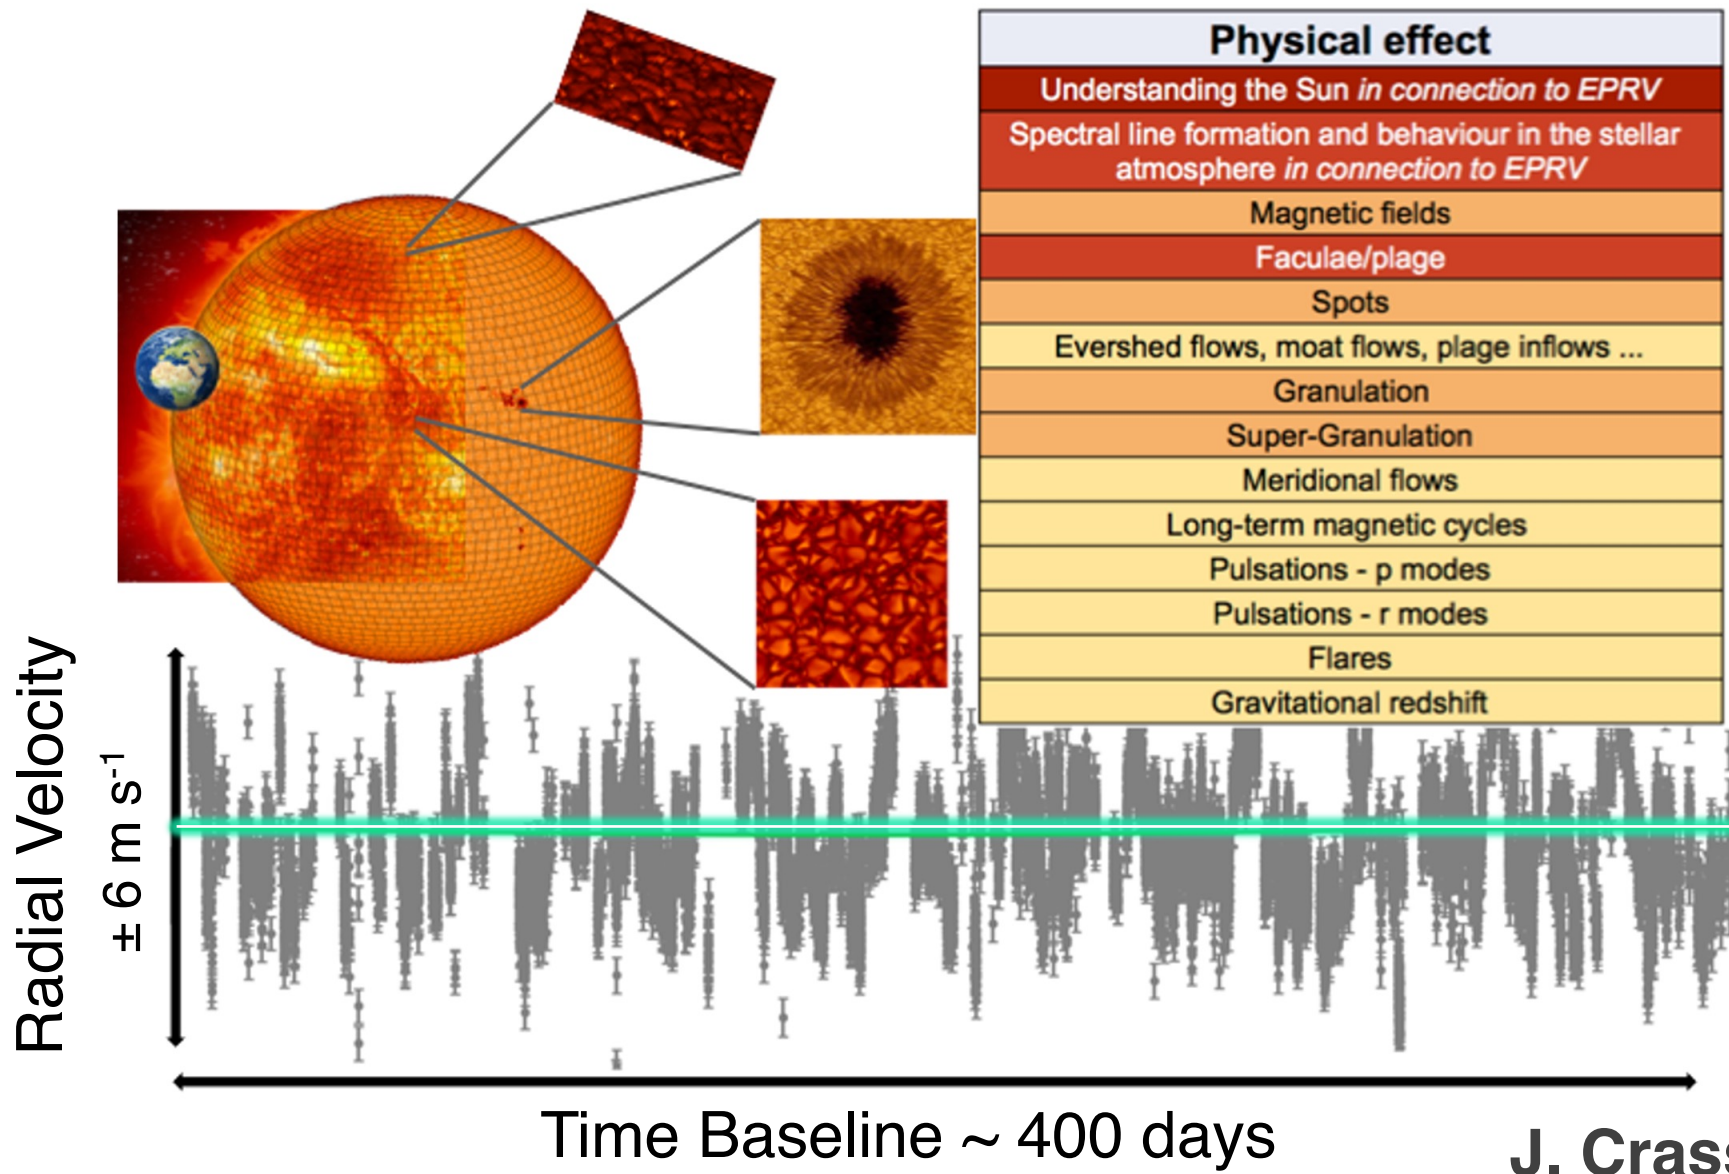 Physical effect
Understanding the Sun in connection to EPRV
Spectral line formation and behaviour in the stellar
atmosphere in connection to EPRV
Magnetic fields
Faculae/plage
Spots
Evershed flows, moat flows, plage inflows ...
Granulation
Super-Granulation
Meridional flows
Long-term magnetic cycles
Pulsations - p modes
Pulsations - r modes
Flares
Gravitational redshift
Radial Velocity
± 6 m s-1
Time Baseline ~ 400 days
J. Crass